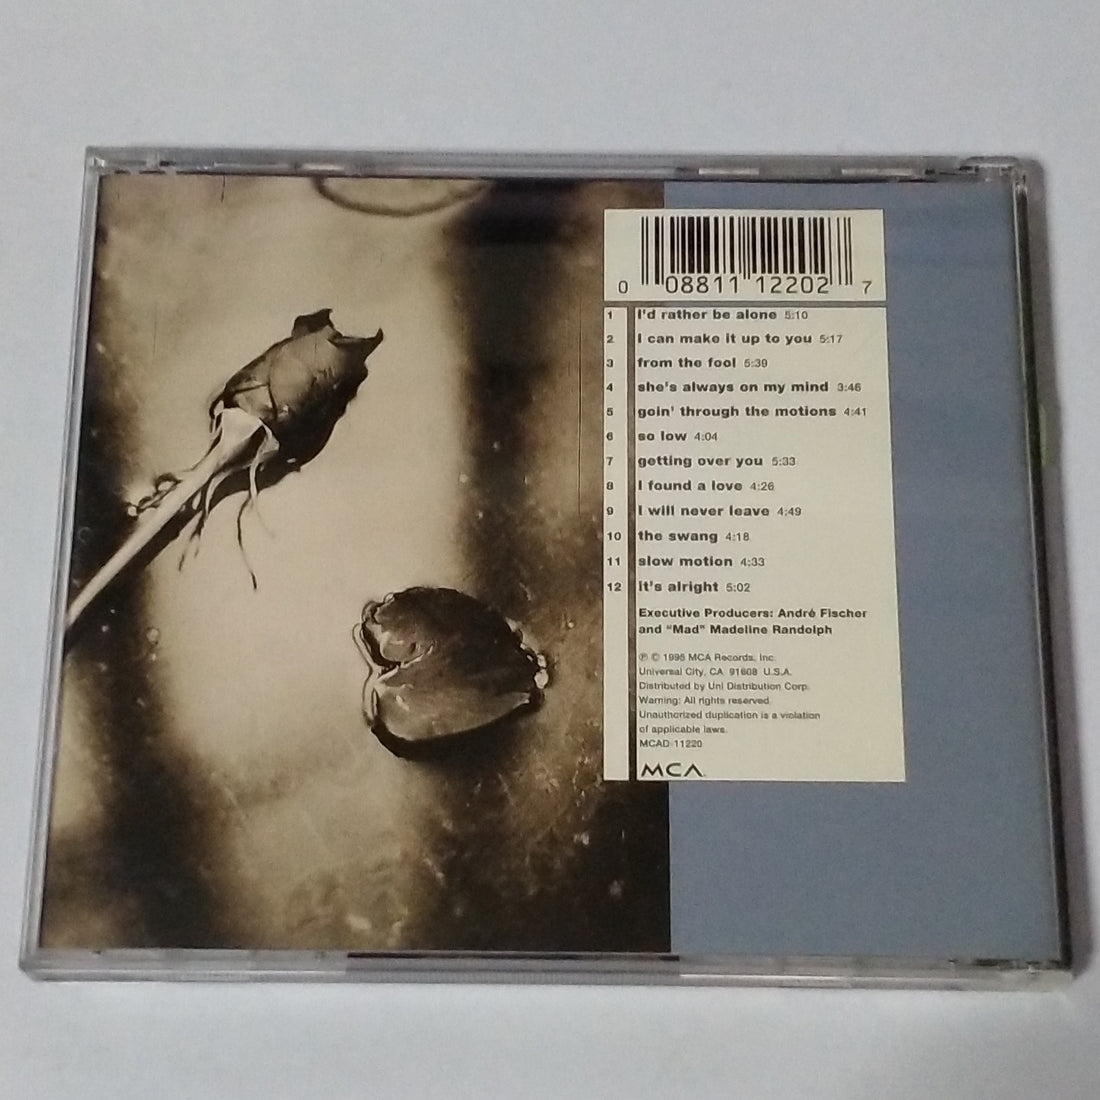 0 08811 12202 7
1 I'd rather be alone 5:10
2 I can make it up to you 5:17
3 from the fool 5:39
4 she's always on my mind 3:46
5 goin' through the motions 4:41
6 so low 4:04
7 getting over you 5:33
8 I found a love 4:26
9 I will never leave 4:49
10 the swang 4:18
11 slow motion 4:33
12 it's alright 5:02
Executive Producers: André Fischer
and "Mad" Madeline Randolph
℗ © 1995 MCA Records, Inc.
Universal City, CA 91608 U.S.A.
Distributed by Uni Distribution Corp.
Warning: All rights reserved.
Unauthorized duplication is a violation
of applicable laws.
MCAD 11220
MCA